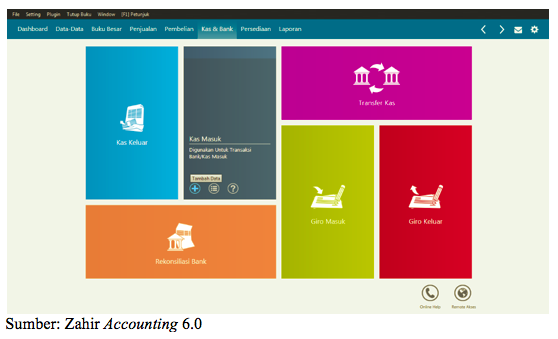 File Setting Plugin Tutup Buku Window [F1] Petunjuk
Dashboard Data-Data Buku Besar Penjualan Pembelian Kas & Bank Persediaan Laporan
Kas Keluar
Kas Masuk
Digunakan Untuk Transaksi
Bank/Kas Masuk
Tambah Data
Transfer Kas
Giro Masuk
Giro Keluar
Rekonsiliasi Bank
Online Help
Remote Akses
Sumber: Zahir Accounting 6.0